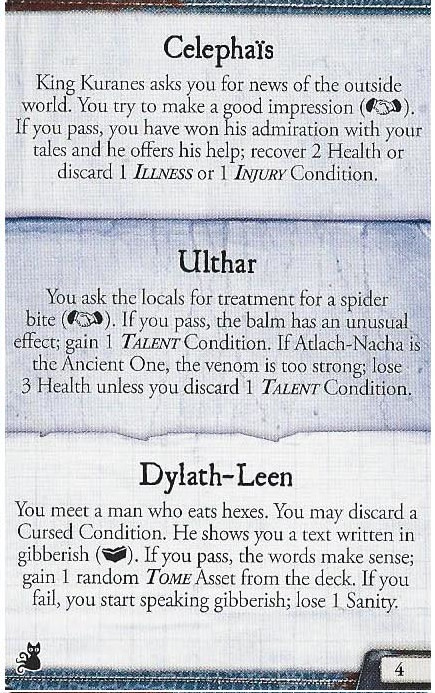 Celephaïs
King Kuranes asks you for news of the outside
world. You try to make a good impression ( ).
If you pass, you have won his admiration with your
tales and he offers his help; recover 2 Health or
discard 1 ILLNESS or 1 INJURY Condition.
Ulthar
You ask the locals for treatment for a spider
bite ( ). If you pass, the balm has an unusual
effect; gain 1 TALENT Condition. If Atlach-Nacha is
the Ancient One, the venom is too strong; lose
3 Health unless you discard 1 TALENT Condition.
Dylath-Leen
You meet a man who eats hexes. You may discard a
Cursed Condition. He shows you a text written in
gibberish ( ). If you pass, the words make sense;
gain 1 random TOME Asset from the deck. If you
fail, you start speaking gibberish; lose 1 Sanity.
4